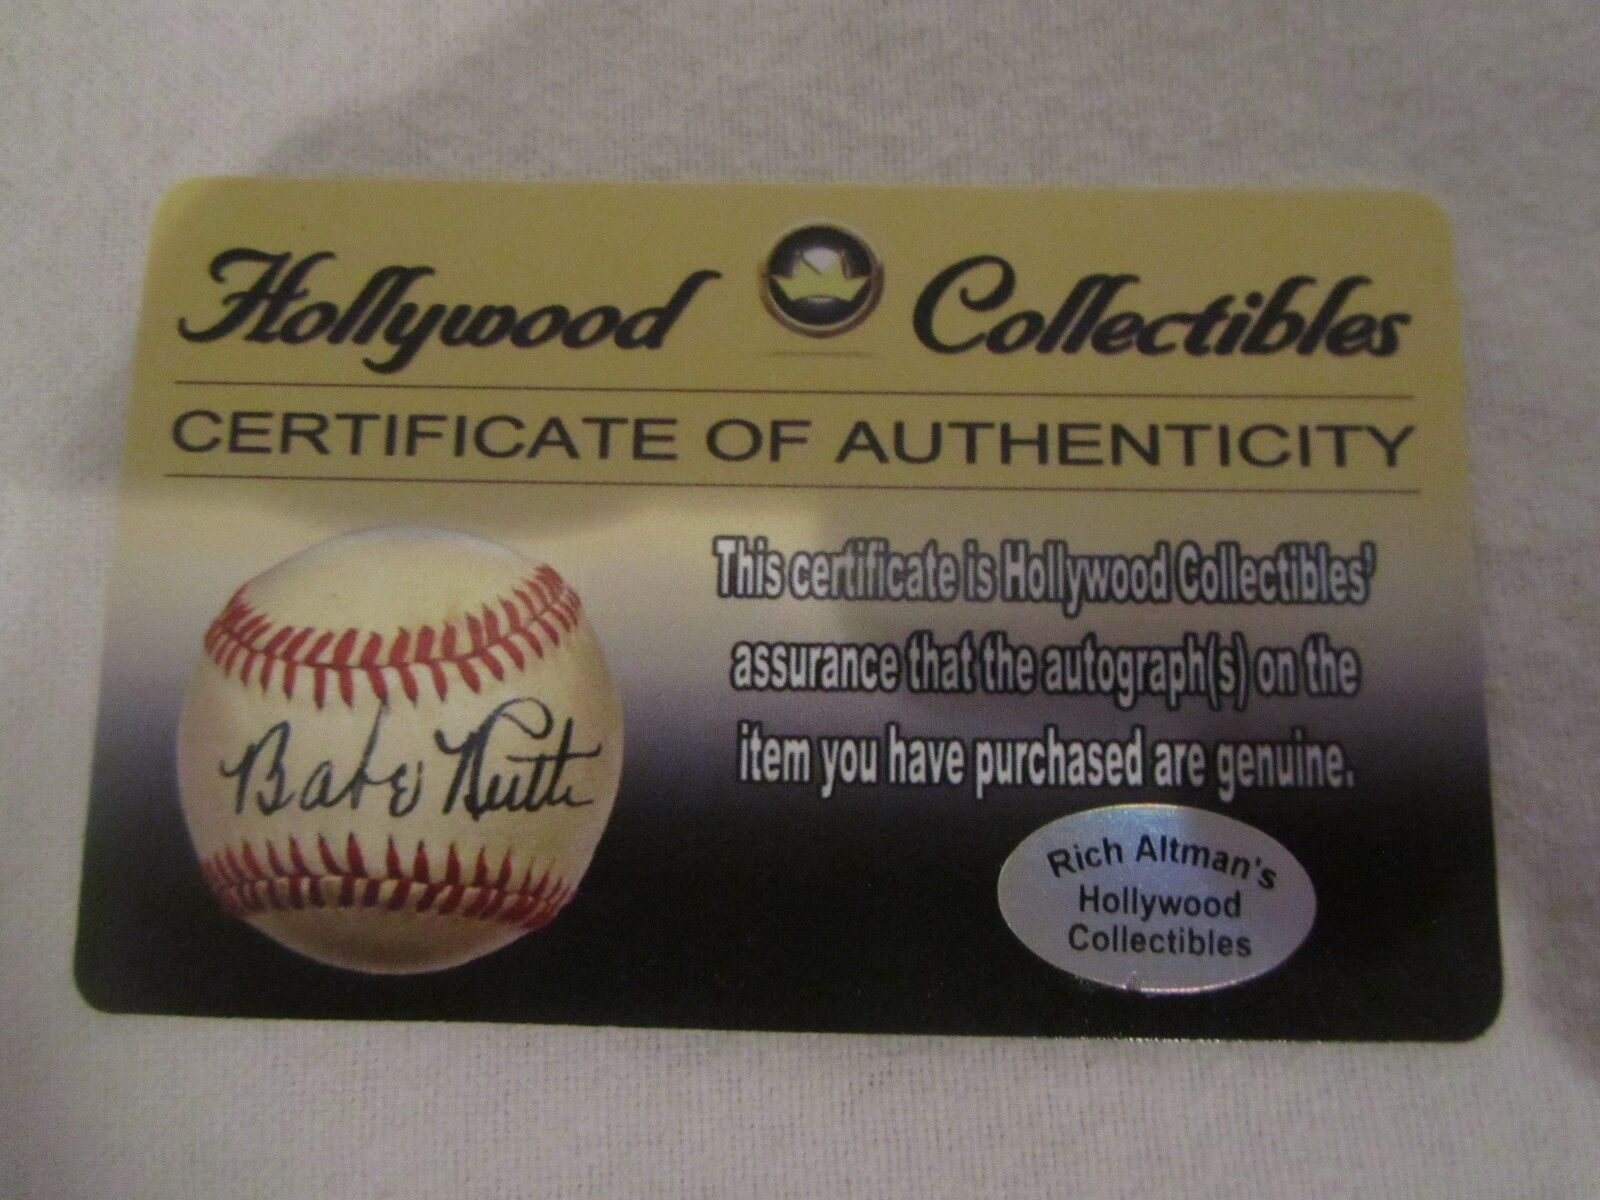 Hollywood Collectibles
CERTIFICATE OF AUTHENTICITY
This certificate is Hollywood Collectibles'
assurance that the autograph(s) on the
item you have purchased are genuine.
Babe Ruth
Rich Altman's
Hollywood
Collectibles